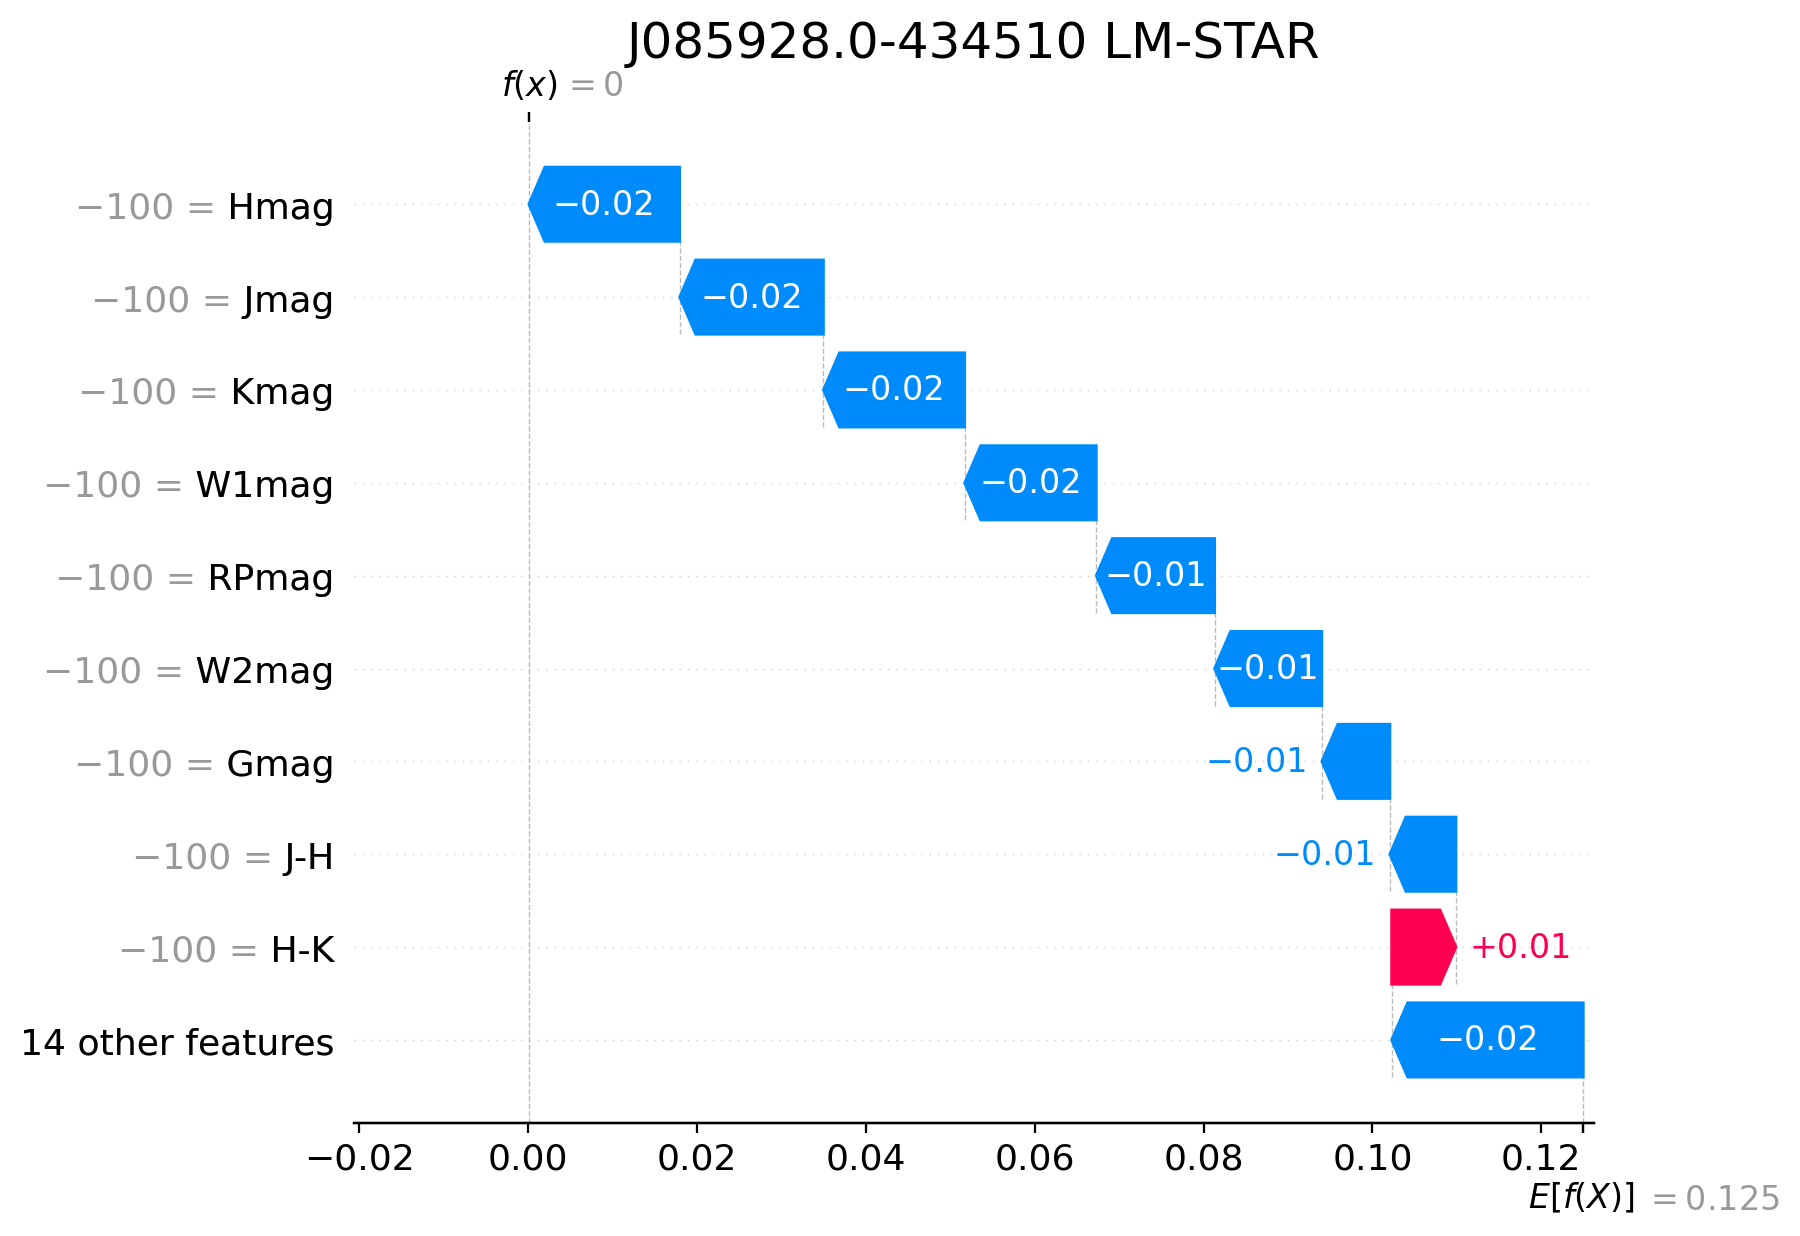 J085928.0-434510 LM-STAR
f(x) = 0
−100 = Hmag −0.02
−100 = Jmag −0.02
−100 = Kmag −0.02
−100 = W1mag −0.02
−100 = RPmag −0.01
−100 = W2mag −0.01
−100 = Gmag −0.01
−100 = J-H −0.01
−100 = H-K +0.01
14 other features −0.02
−0.02 0.00 0.02 0.04 0.06 0.08 0.10 0.12
E[f(X)] = 0.125